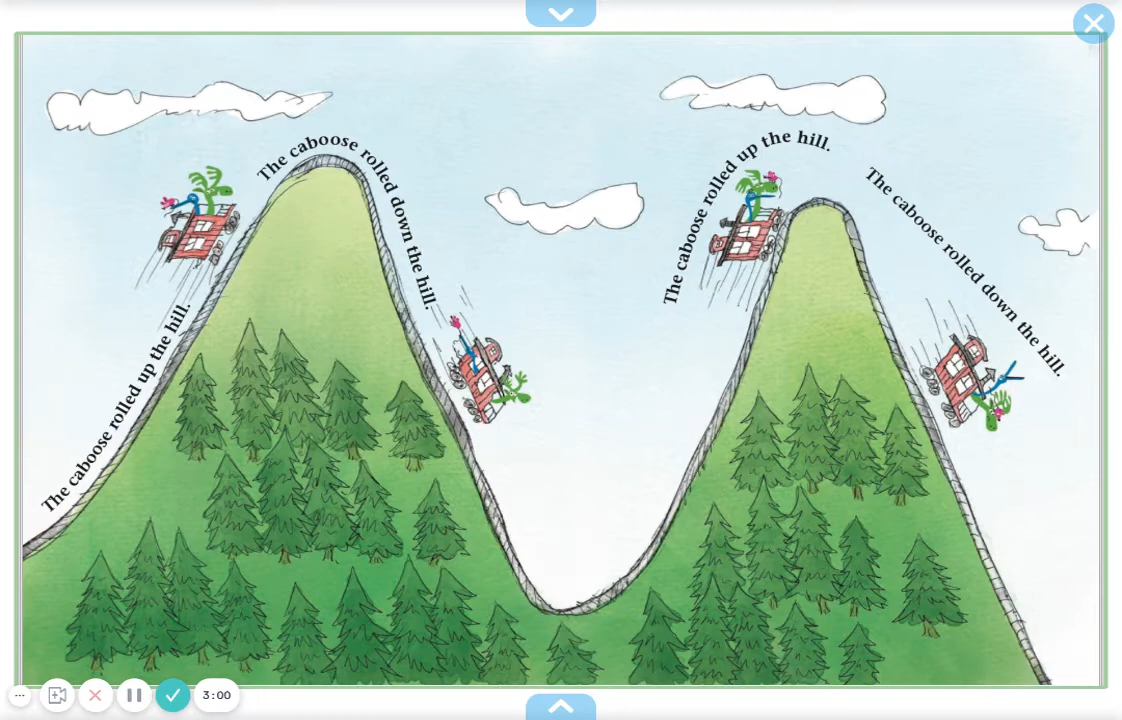 The caboose rolled up the hill.
The caboose rolled down the hill.
The caboose rolled up the hill.
The caboose rolled down the hill.
3:00